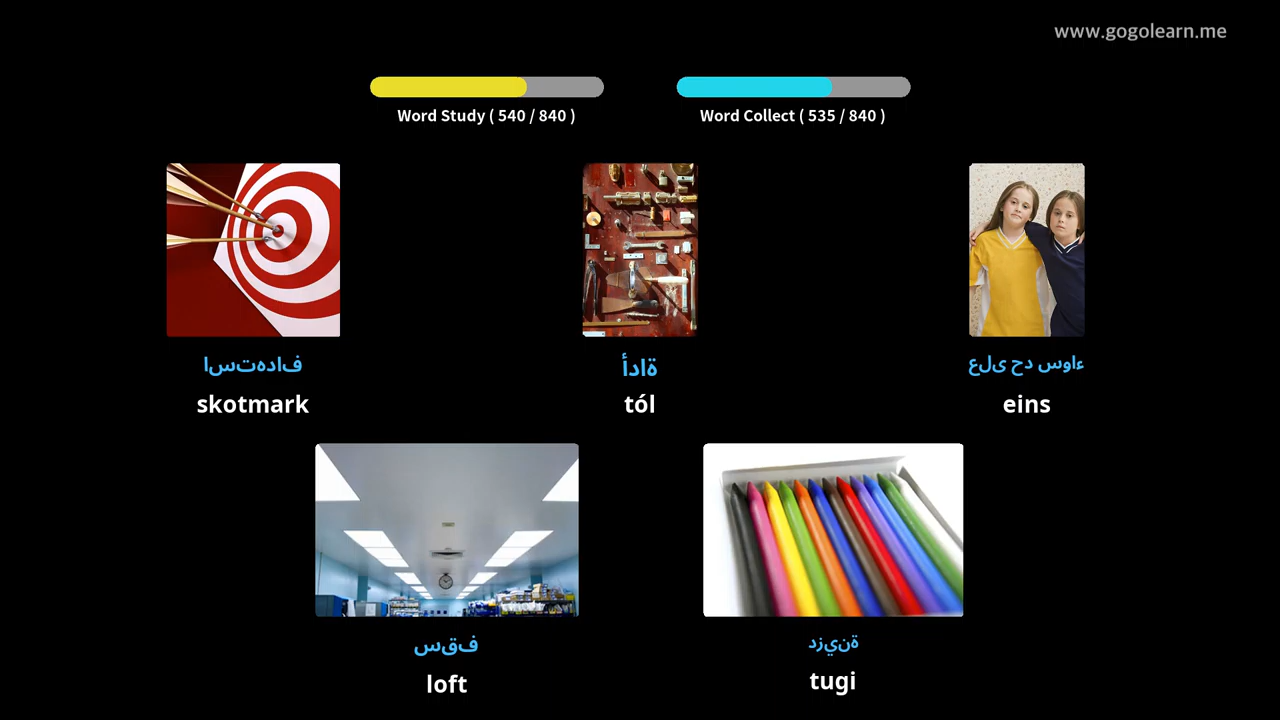 www.gogolearn.me
Word Study ( 540 / 840 )
Word Collect ( 535 / 840 )
فادهتسا
ةادأ
ءاوس دح ىلع
skotmark
tól
eins
فقس
ةنيزد
loft
tugi